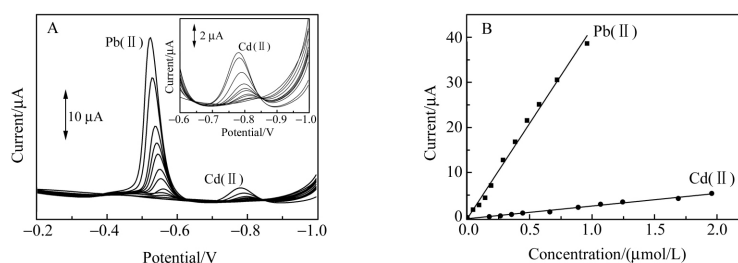 A
Pb(Ⅱ)
10 μA
Current/μA
−0.2
−0.4
−0.6
−0.8
−1.0
Potential/V
Cd(Ⅱ)
2 μA
Cd(Ⅱ)
Current/μA
−0.6
−0.7
−0.8
−0.9
−1.0
Potential/V
B
Pb(Ⅱ)
Cd(Ⅱ)
Current/μA
40
30
20
10
0
0
0.5
1.0
1.5
2.0
Concentration/(μmol/L)